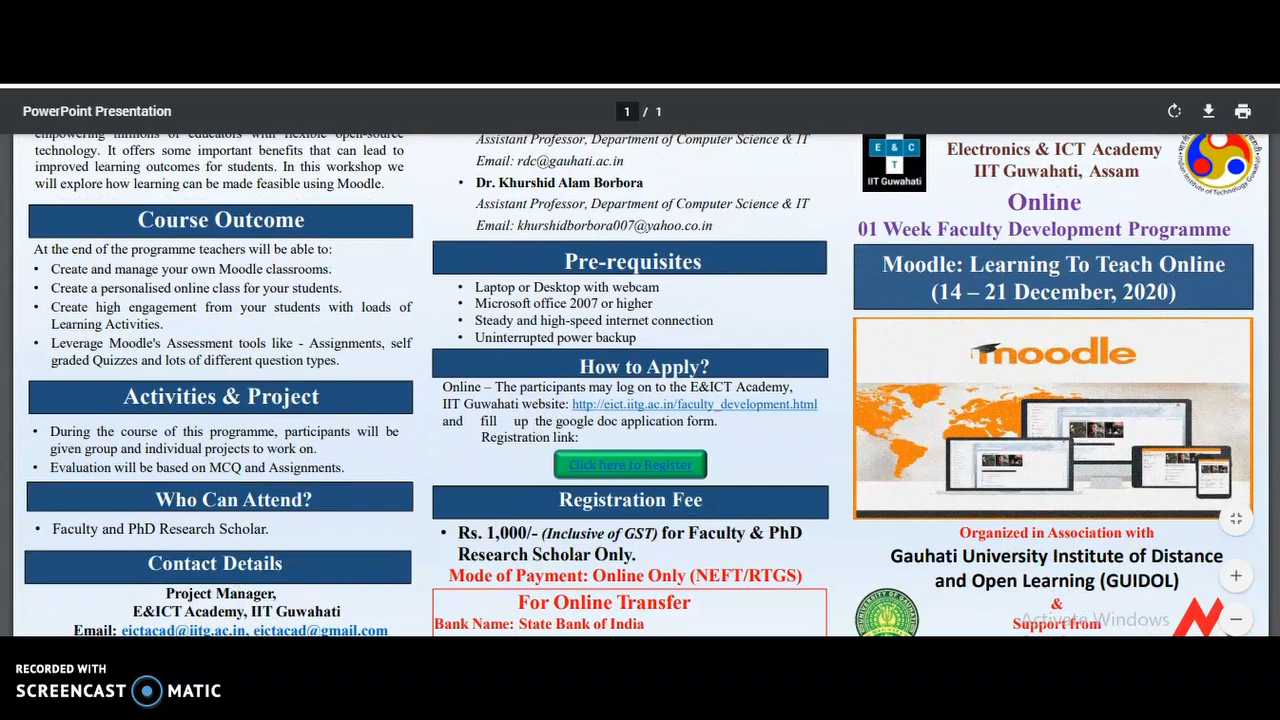 PowerPoint Presentation
1 / 1
empowering millions of educators with flexible open-source
technology. It offers some important benefits that can lead to
improved learning outcomes for students. In this workshop we
will explore how learning can be made feasible using Moodle.
Course Outcome
At the end of the programme teachers will be able to:
• Create and manage your own Moodle classrooms.
• Create a personalised online class for your students.
• Create high engagement from your students with loads of
Learning Activities.
• Leverage Moodle's Assessment tools like - Assignments, self
graded Quizzes and lots of different question types.
Activities & Project
• During the course of this programme, participants will be
given group and individual projects to work on.
• Evaluation will be based on MCQ and Assignments.
Who Can Attend?
• Faculty and PhD Research Scholar.
Contact Details
Project Manager,
E&ICT Academy, IIT Guwahati
Email: eictacad@iitg.ac.in, eictacad@gmail.com
Assistant Professor, Department of Computer Science & IT
Email: rdc@gauhati.ac.in
• Dr. Khurshid Alam Borbora
Assistant Professor, Department of Computer Science & IT
Email: khurshidborbora007@yahoo.co.in
Pre-requisites
• Laptop or Desktop with webcam
• Microsoft office 2007 or higher
• Steady and high-speed internet connection
• Uninterrupted power backup
How to Apply?
Online – The participants may log on to the E&ICT Academy,
IIT Guwahati website: http://eict.iitg.ac.in/faculty_development.html
and fill up the google doc application form.
Registration link:
Click here to Register
Registration Fee
• Rs. 1,000/- (Inclusive of GST) for Faculty & PhD
Research Scholar Only.
Mode of Payment: Online Only (NEFT/RTGS)
For Online Transfer
Bank Name: State Bank of India
E & C
T
IIT Guwahati
Electronics & ICT Academy
IIT Guwahati, Assam
Online
01 Week Faculty Development Programme
Moodle: Learning To Teach Online
(14 – 21 December, 2020)
moodle
Organized in Association with
Gauhati University Institute of Distance
and Open Learning (GUIDOL)
&
Support from
Activate Windows
RECORDED WITH
SCREENCAST MATIC